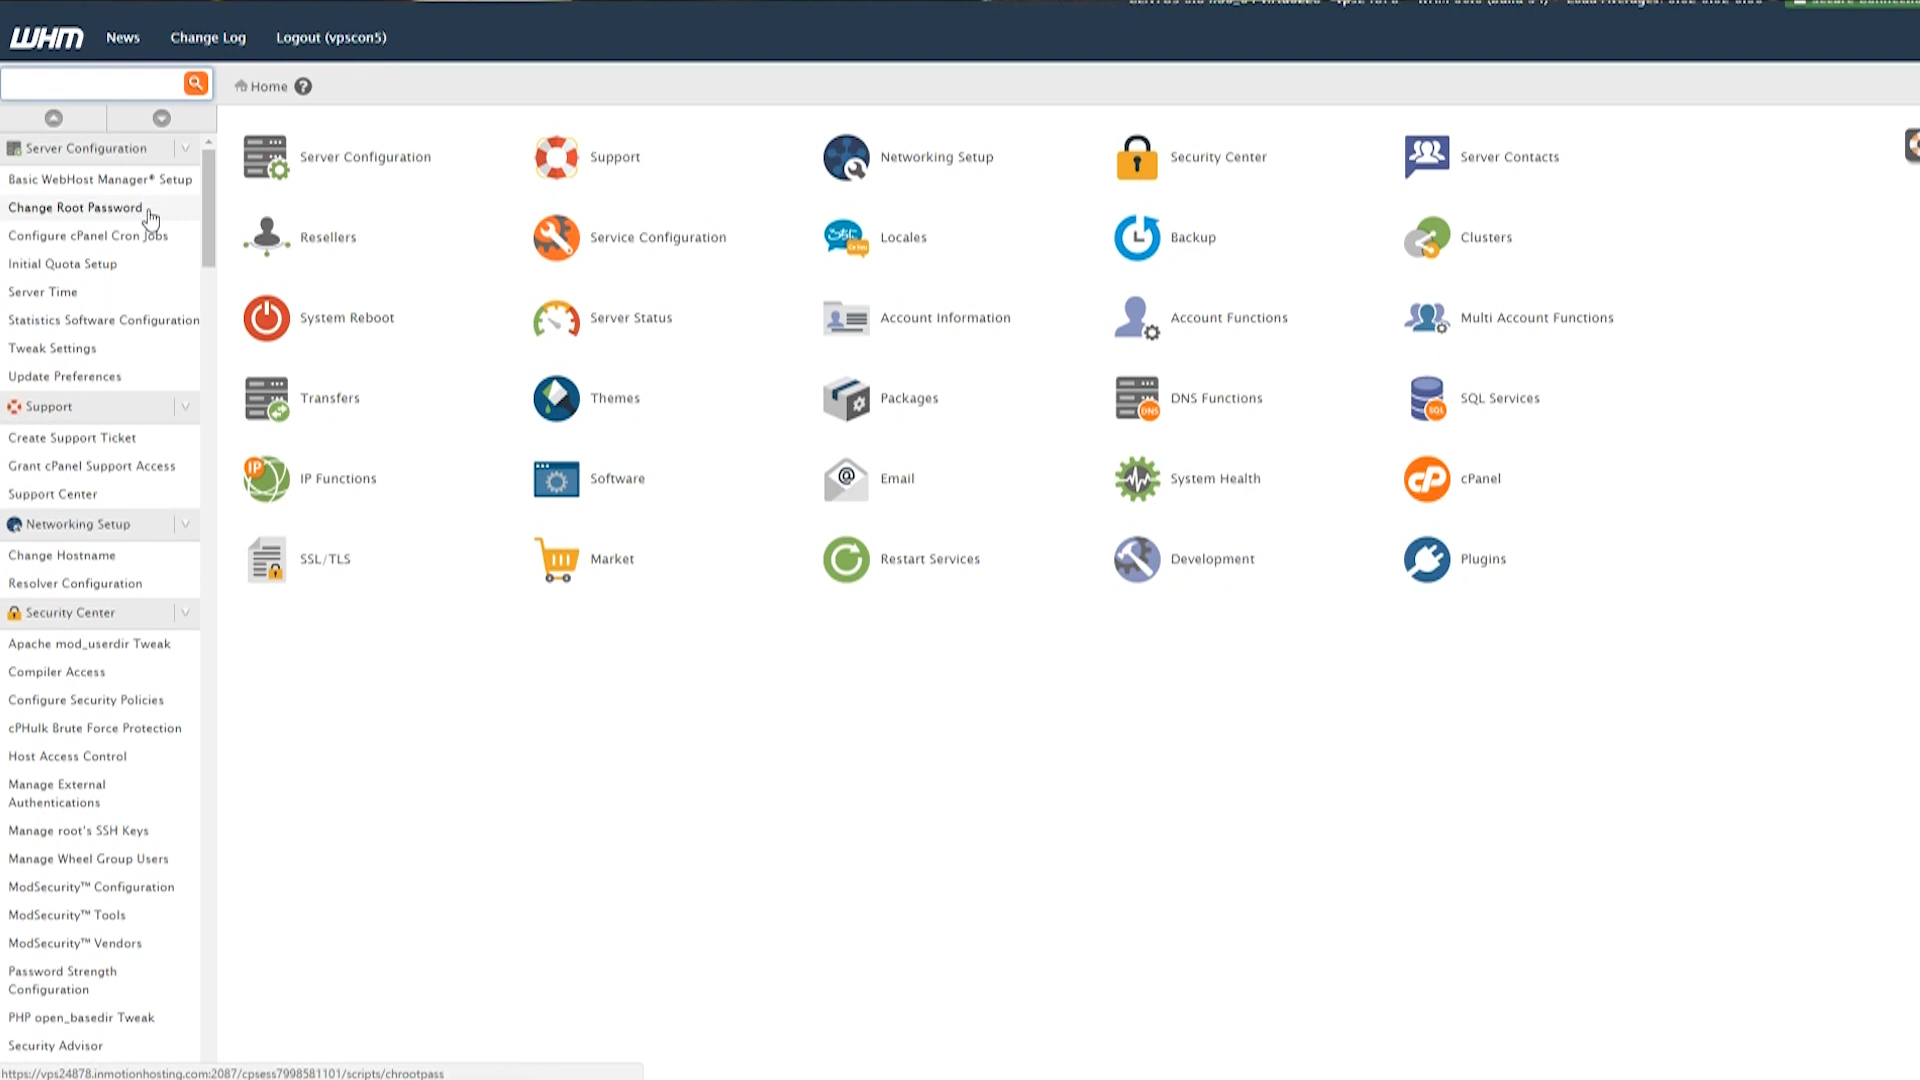 WHM
News
Change Log
Logout (vpscon5)
Home
Server Configuration
Basic WebHost Manager® Setup
Change Root Password
Configure cPanel Cron Jobs
Initial Quota Setup
Server Time
Statistics Software Configuration
Tweak Settings
Update Preferences
Support
Create Support Ticket
Grant cPanel Support Access
Support Center
Networking Setup
Change Hostname
Resolver Configuration
Security Center
Apache mod_userdir Tweak
Compiler Access
Configure Security Policies
cPHulk Brute Force Protection
Host Access Control
Manage External
Authentications
Manage root's SSH Keys
Manage Wheel Group Users
ModSecurity™ Configuration
ModSecurity™ Tools
ModSecurity™ Vendors
Password Strength
Configuration
PHP open_basedir Tweak
Security Advisor
Server Configuration
Support
Networking Setup
Security Center
Server Contacts
Resellers
Service Configuration
Locales
Backup
Clusters
System Reboot
Server Status
Account Information
Account Functions
Multi Account Functions
Transfers
Themes
Packages
DNS
DNS Functions
SQL
SQL Services
IP
IP Functions
Software
@
Email
System Health
cP
cPanel
SSL/TLS
Market
Restart Services
Development
Plugins
https://vps24878.inmotionhosting.com:2087/cpsess7998581101/scripts/chrootpass